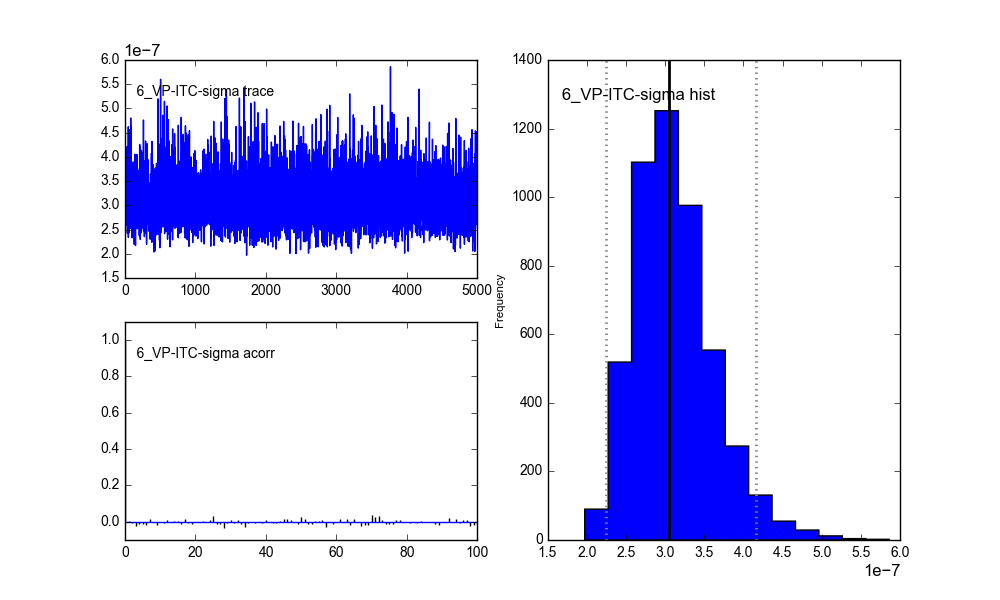 1e−7
6.0
5.5
5.0
4.5
4.0
3.5
3.0
2.5
2.0
1.5
6_VP-ITC-sigma trace
0 1000 2000 3000 4000 5000
1.0
0.8
0.6
0.4
0.2
0.0
6_VP-ITC-sigma acorr
0 20 40 60 80 100
Frequency
1400
1200
1000
800
600
400
200
0
6_VP-ITC-sigma hist
1.5 2.0 2.5 3.0 3.5 4.0 4.5 5.0 5.5 6.0
1e−7